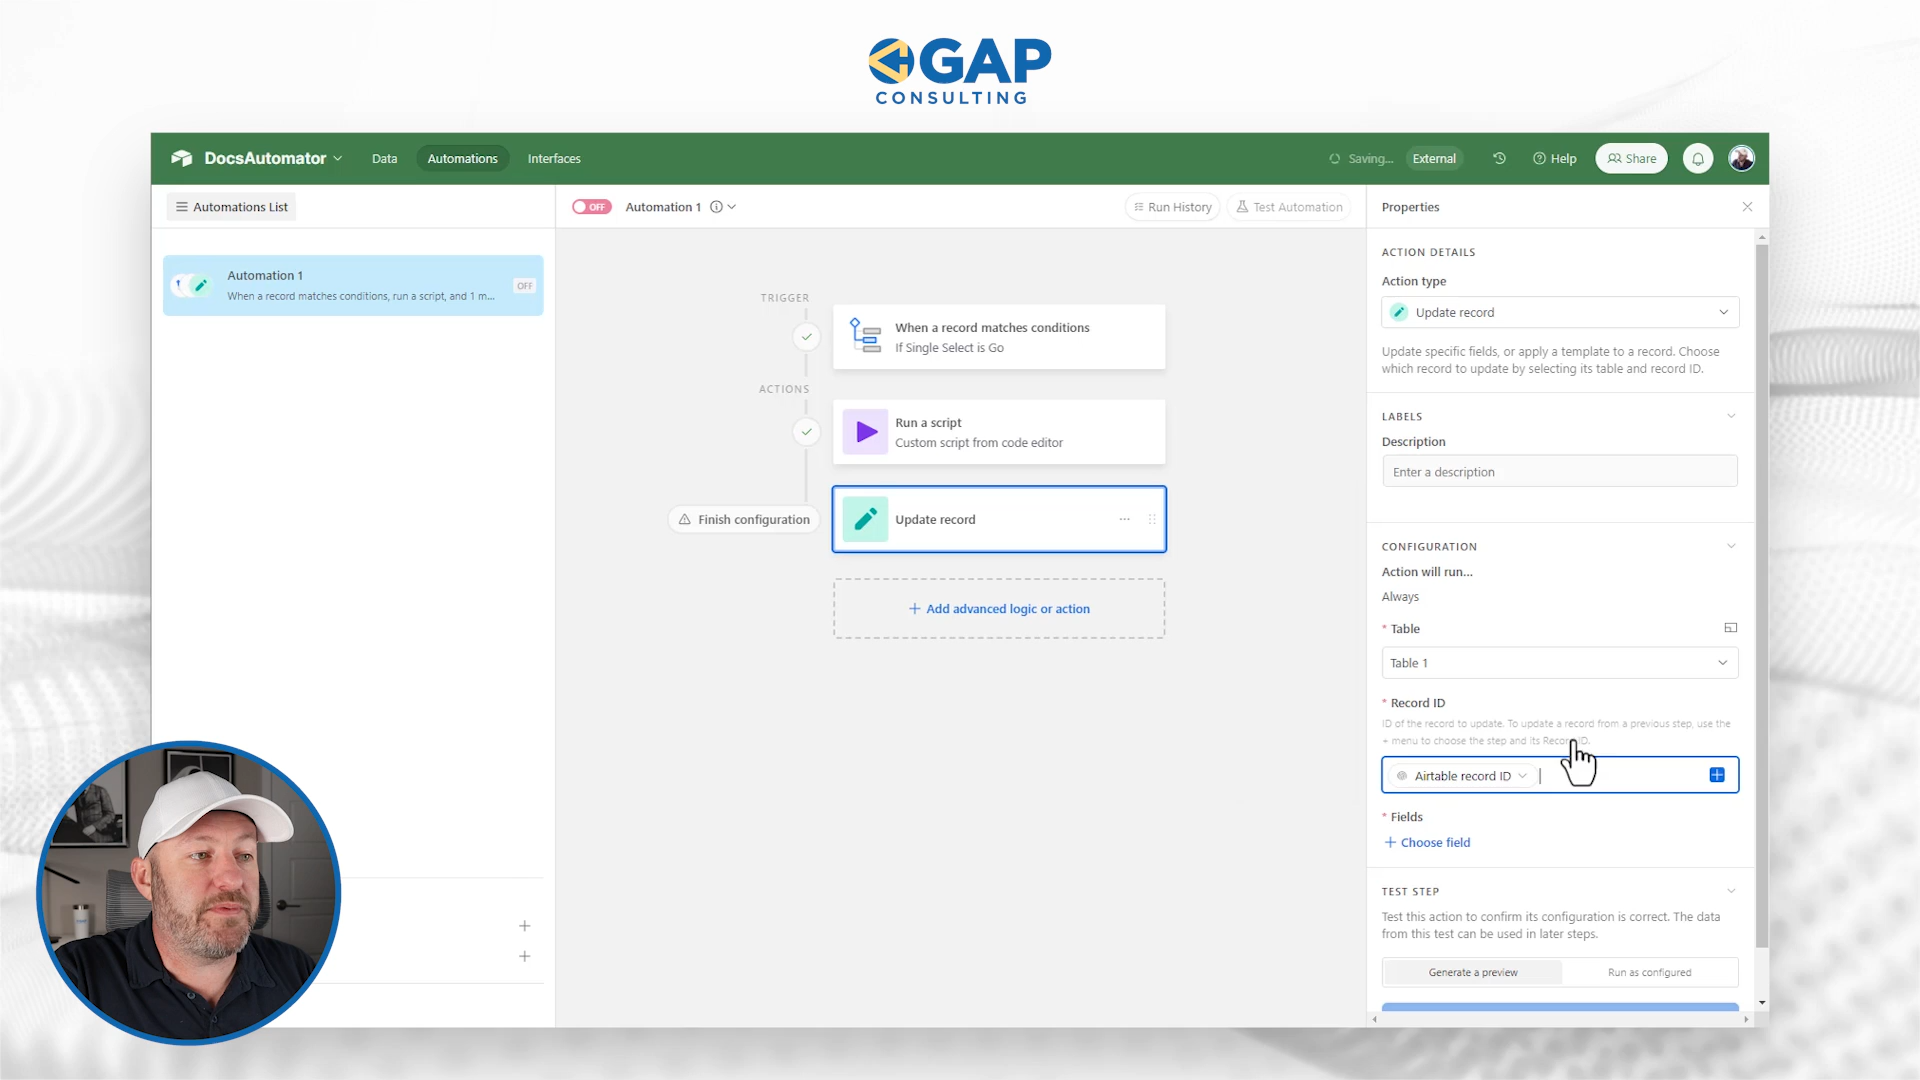 GAP
CONSULTING
DocsAutomator
Data
Automations
Interfaces
Saving...
External
Help
Share
Automations List
OFF
Automation 1
Run History
Test Automation
Properties
Automation 1
When a record matches conditions, run a script, and 1 m...
OFF
TRIGGER
When a record matches conditions
If Single Select is Go
ACTIONS
Run a script
Custom script from code editor
Finish configuration
Update record
Add advanced logic or action
ACTION DETAILS
Action type
Update record
Update specific fields, or apply a template to a record. Choose
which record to update by selecting its table and record ID.
LABELS
Description
Enter a description
CONFIGURATION
Action will run...
Always
* Table
Table 1
* Record ID
ID of the record to update. To update a record from a previous step, use the
+ menu to choose the step and its Record ID.
Airtable record ID
* Fields
+ Choose field
TEST STEP
Test this action to confirm its configuration is correct. The data
from this test can be used in later steps.
Generate a preview
Run as configured